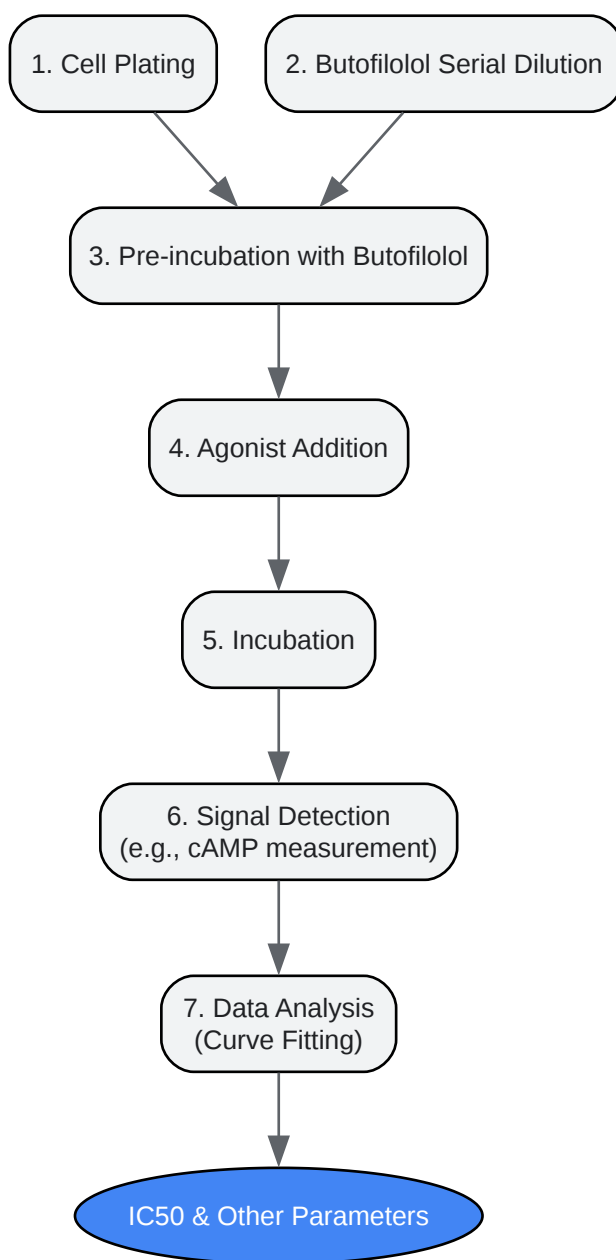 1. Cell Plating
2. Butofilolol Serial Dilution
3. Pre-incubation with Butofilolol
4. Agonist Addition
5. Incubation
6. Signal Detection
(e.g., cAMP measurement)
7. Data Analysis
(Curve Fitting)
IC50 & Other Parameters